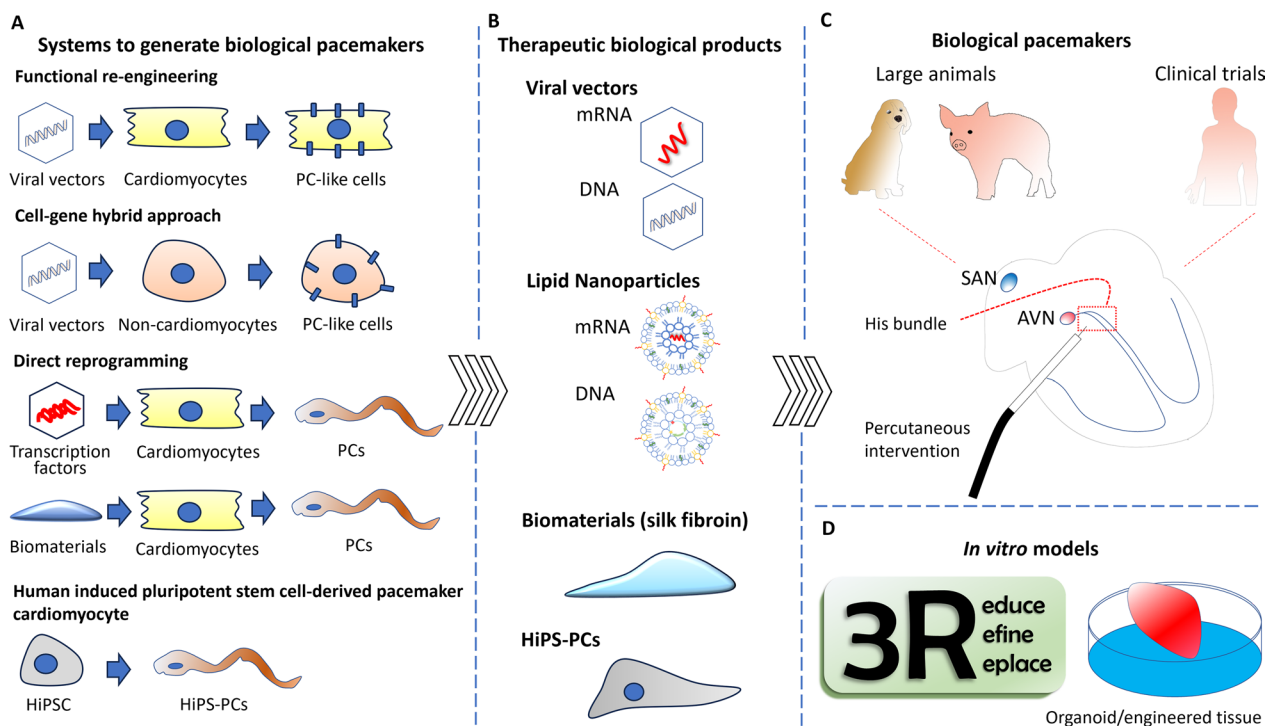 A
Systems to generate biological pacemakers
Functional re-engineering
Viral vectors
Cardiomyocytes
PC-like cells
Cell-gene hybrid approach
Viral vectors
Non-cardiomyocytes
PC-like cells
Direct reprogramming
Transcription
factors
Cardiomyocytes
PCs
Biomaterials
Cardiomyocytes
PCs
Human induced pluripotent stem cell-derived pacemaker
cardiomyocyte
HiPSC
HiPS-PCs
B
Therapeutic biological products
Viral vectors
mRNA
DNA
Lipid Nanoparticles
mRNA
DNA
Biomaterials (silk fibroin)
HiPS-PCs
C
Biological pacemakers
Large animals
Clinical trials
SAN
His bundle
AVN
Percutaneous
intervention
D
In vitro models
3R educe
efine
eplace
Organoid/engineered tissue